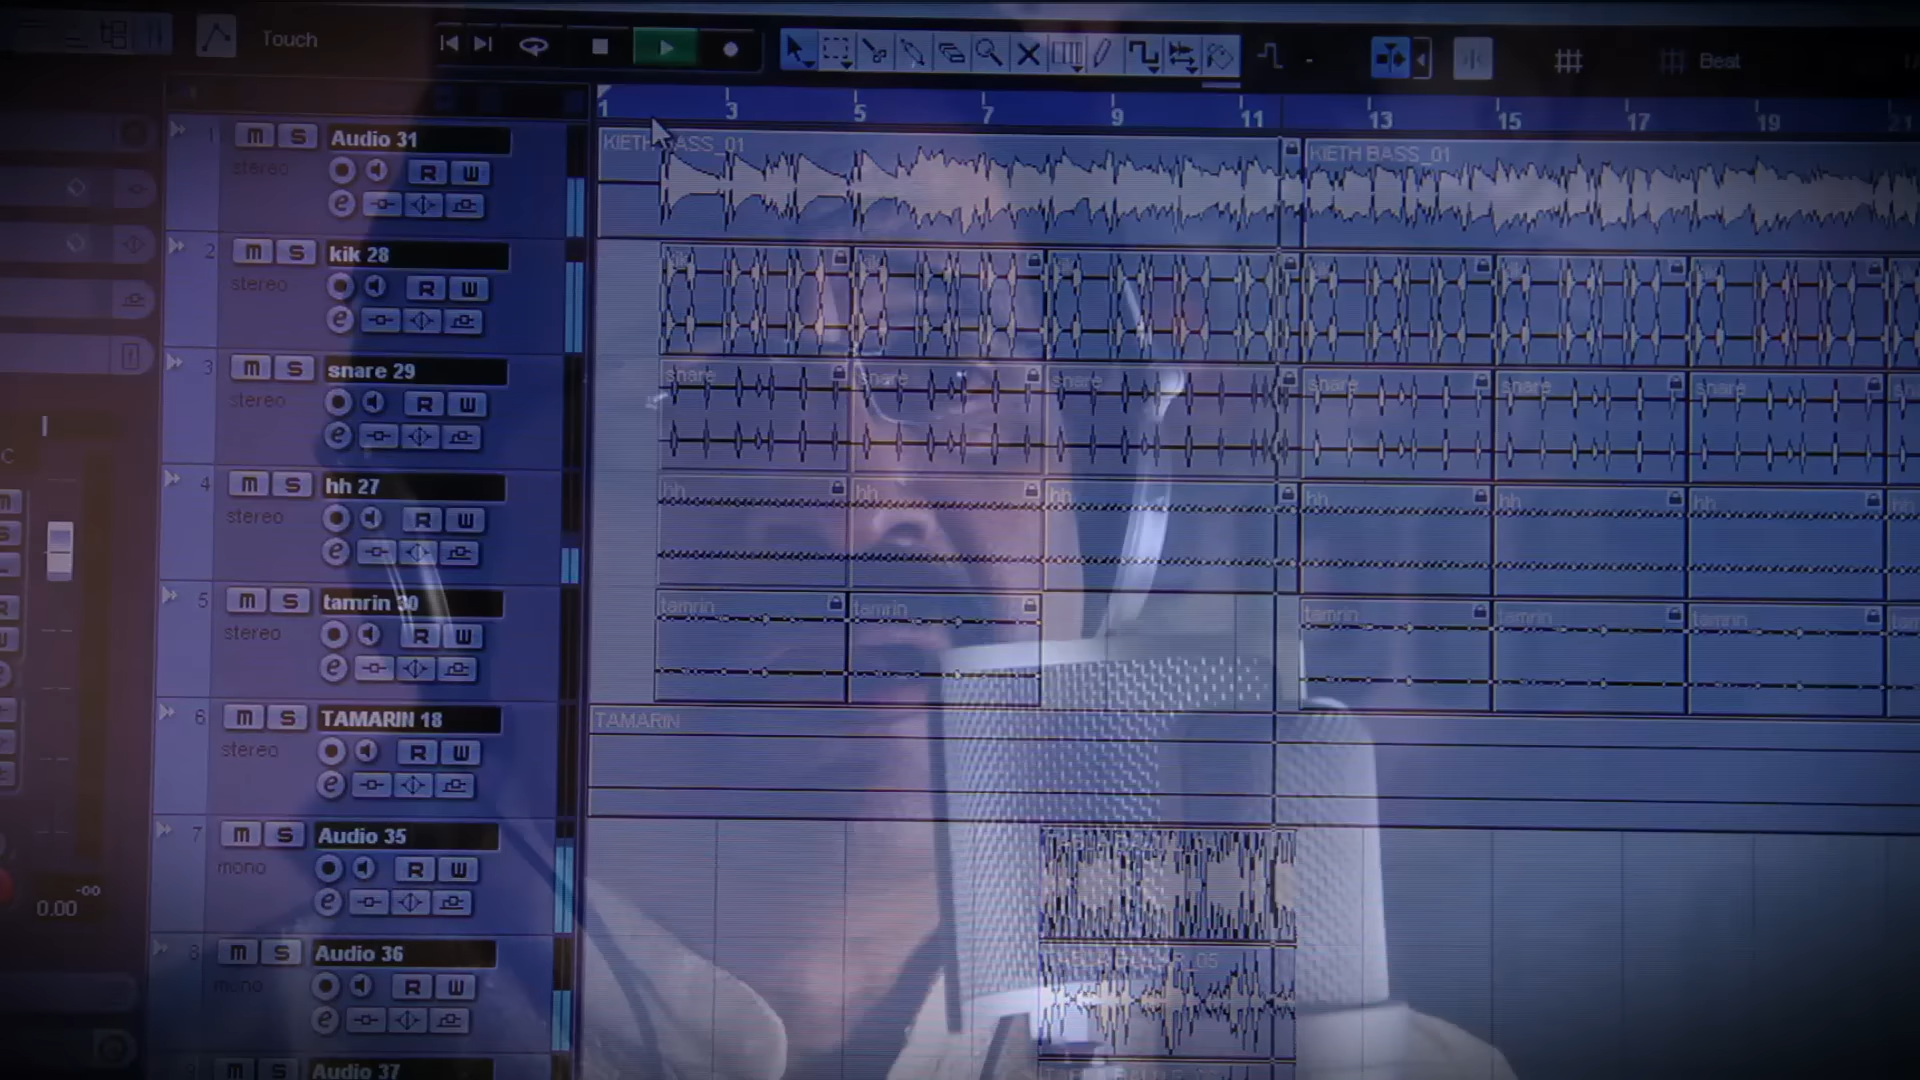 Touch
Beat
1 3 5 7 9 11 13 15 17 19 21
1 M S Audio 31
stereo
R W
e
KIETH BASS_01 KIETH BASS_01
2 M S kik 28
stereo
R W
e
3 M S snare 29
stereo
R W
e
snare snare snare snare snare snare
4 M S hh 27
stereo
R W
e
hh hh hh hh hh hh
5 M S tamrin 30
stereo
R W
e
tamrin tamrin tamrin tamrin tamrin
6 M S TAMARIN 18
stereo
R W
e
TAMARIN
7 M S Audio 35
mono
R W
e
8 M S Audio 36
mono
R W
e
M S Audio 37
C
-oo
0.00